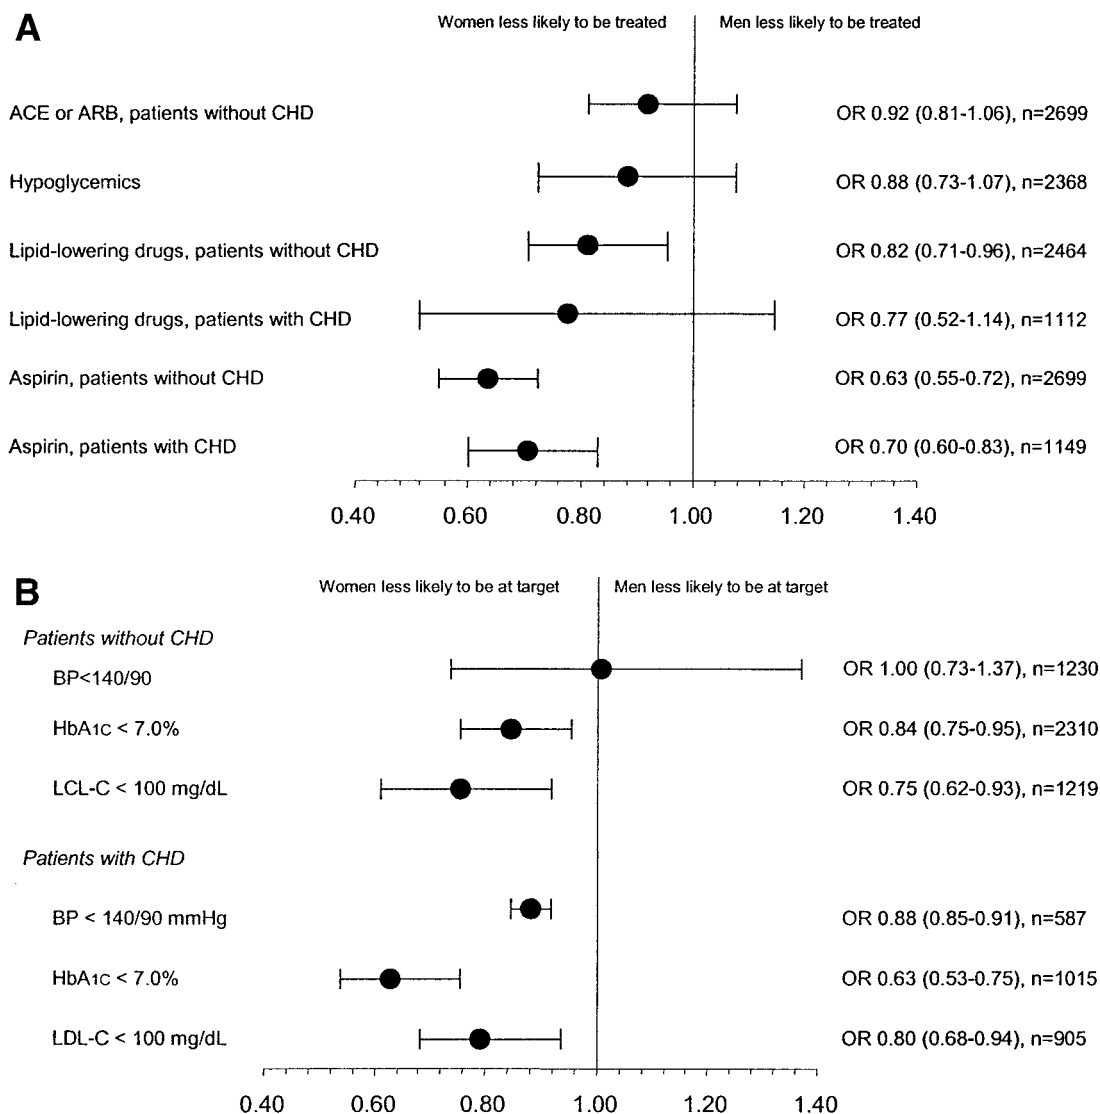 A
Women less likely to be treated
Men less likely to be treated
ACE or ARB, patients without CHD
OR 0.92 (0.81-1.06), n=2699
Hypoglycemics
OR 0.88 (0.73-1.07), n=2368
Lipid-lowering drugs, patients without CHD
OR 0.82 (0.71-0.96), n=2464
Lipid-lowering drugs, patients with CHD
OR 0.77 (0.52-1.14), n=1112
Aspirin, patients without CHD
OR 0.63 (0.55-0.72), n=2699
Aspirin, patients with CHD
OR 0.70 (0.60-0.83), n=1149
0.40 0.60 0.80 1.00 1.20 1.40
B
Women less likely to be at target
Men less likely to be at target
Patients without CHD
BP<140/90
OR 1.00 (0.73-1.37), n=1230
HbA1C < 7.0%
OR 0.84 (0.75-0.95), n=2310
LCL-C < 100 mg/dL
OR 0.75 (0.62-0.93), n=1219
Patients with CHD
BP < 140/90 mmHg
OR 0.88 (0.85-0.91), n=587
HbA1C < 7.0%
OR 0.63 (0.53-0.75), n=1015
LDL-C < 100 mg/dL
OR 0.80 (0.68-0.94), n=905
0.40 0.60 0.80 1.00 1.20 1.40